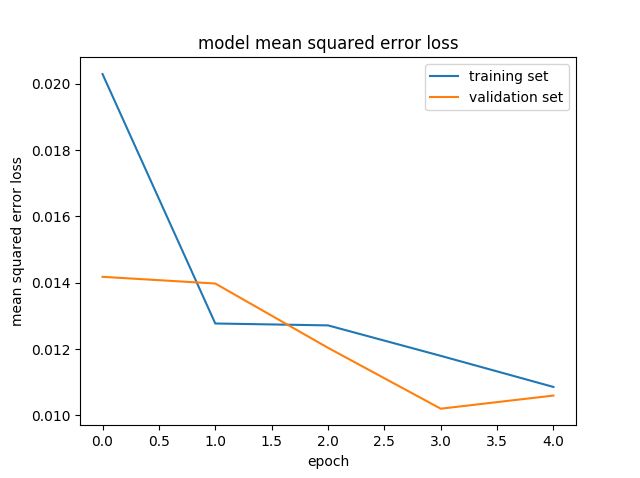 model mean squared error loss
training set
validation set
mean squared error loss
0.020
0.018
0.016
0.014
0.012
0.010
0.0 0.5 1.0 1.5 2.0 2.5 3.0 3.5 4.0
epoch